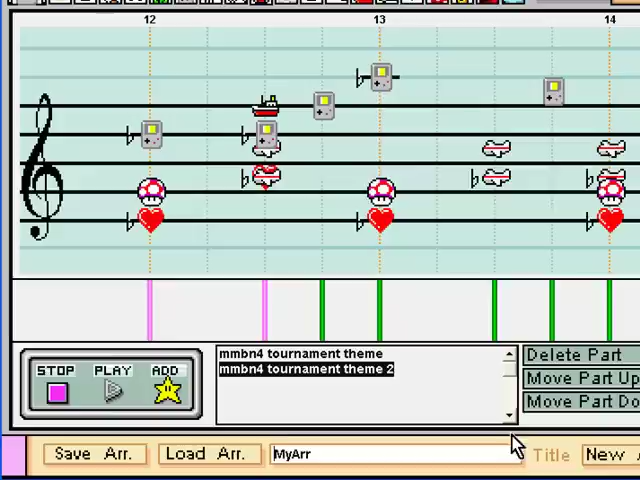 12 13 14
STOP PLAY ADD
mmbn4 tournament theme
mmbn4 tournament theme 2
Delete Part
Move Part Up
Move Part Do
Save Arr. Load Arr. MyArr Title New